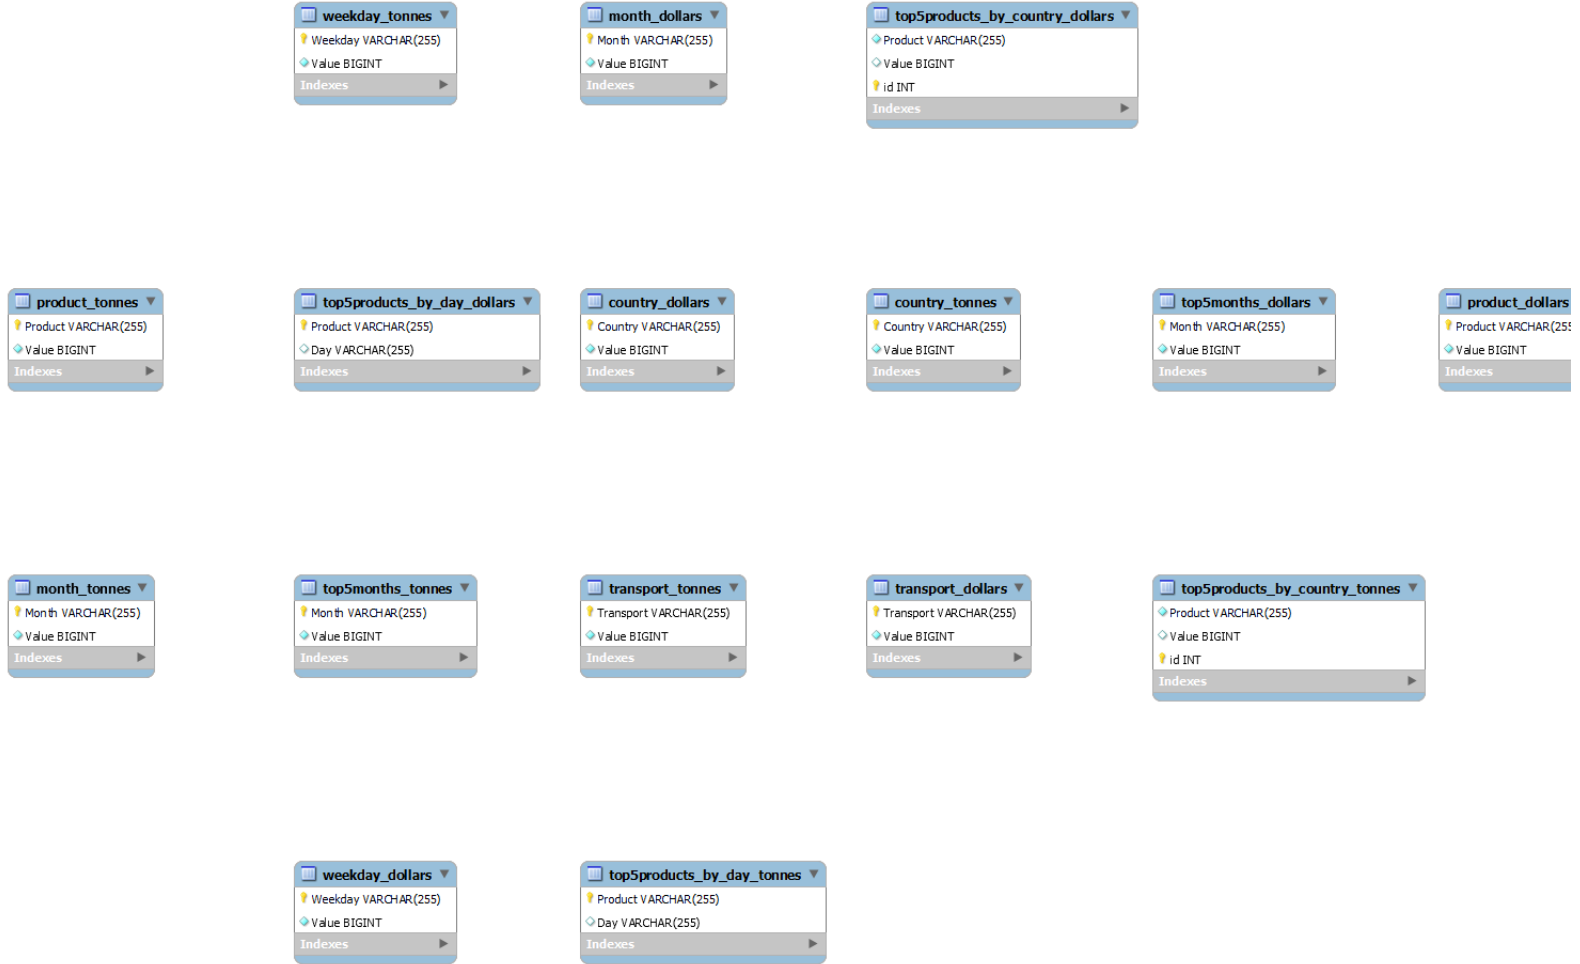 weekday_tonnes
Weekday VARCHAR(255)
Value BIGINT
Indexes
month_dollars
Month VARCHAR(255)
Value BIGINT
Indexes
top5products_by_country_dollars
Product VARCHAR(255)
Value BIGINT
id INT
Indexes
product_tonnes
Product VARCHAR(255)
Value BIGINT
Indexes
top5products_by_day_dollars
Product VARCHAR(255)
Day VARCHAR(255)
Indexes
country_dollars
Country VARCHAR(255)
Value BIGINT
Indexes
country_tonnes
Country VARCHAR(255)
Value BIGINT
Indexes
top5months_dollars
Month VARCHAR(255)
Value BIGINT
Indexes
product_dollars
Product VARCHAR(255
Value BIGINT
Indexes
month_tonnes
Month VARCHAR(255)
Value BIGINT
Indexes
top5months_tonnes
Month VARCHAR(255)
Value BIGINT
Indexes
transport_tonnes
Transport VARCHAR(255)
Value BIGINT
Indexes
transport_dollars
Transport VARCHAR(255)
Value BIGINT
Indexes
top5products_by_country_tonnes
Product VARCHAR(255)
Value BIGINT
id INT
Indexes
weekday_dollars
Weekday VARCHAR(255)
Value BIGINT
Indexes
top5products_by_day_tonnes
Product VARCHAR(255)
Day VARCHAR(255)
Indexes